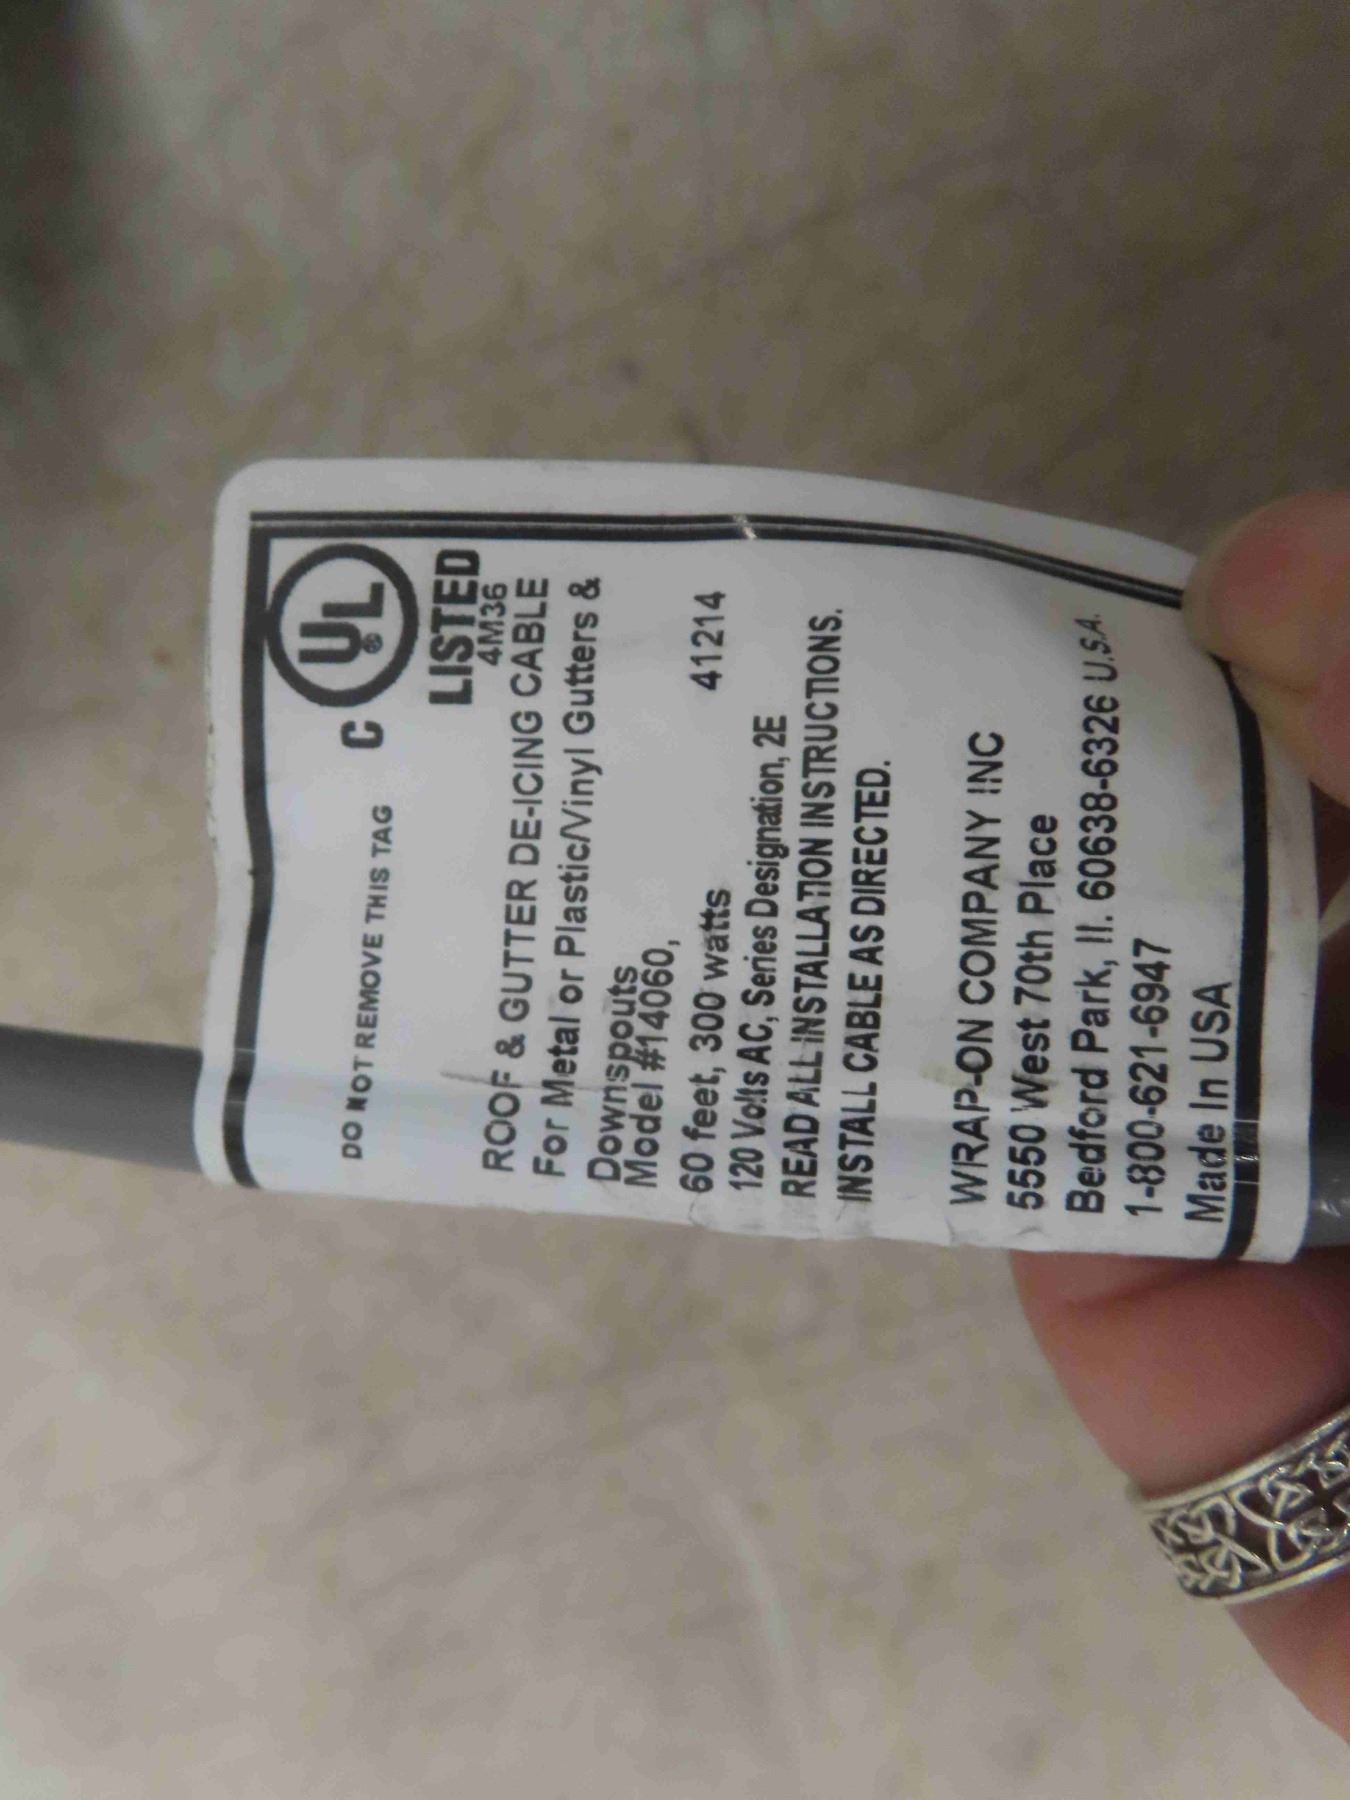 DO NOT REMOVE THIS TAG
C UL ®
LISTED
4M36
ROOF & GUTTER DE-ICING CABLE
For Metal or Plastic/Vinyl Gutters &
Downspouts
Model #14060,
60 feet, 300 watts 41214
120 Volts AC, Series Designation, 2E
READ ALL INSTALLATION INSTRUCTIONS.
INSTALL CABLE AS DIRECTED.
WRAP-ON COMPANY INC
5550 West 70th Place
Bedford Park, Il. 60638-6326 U.S.A.
1-800-621-6947
Made In USA